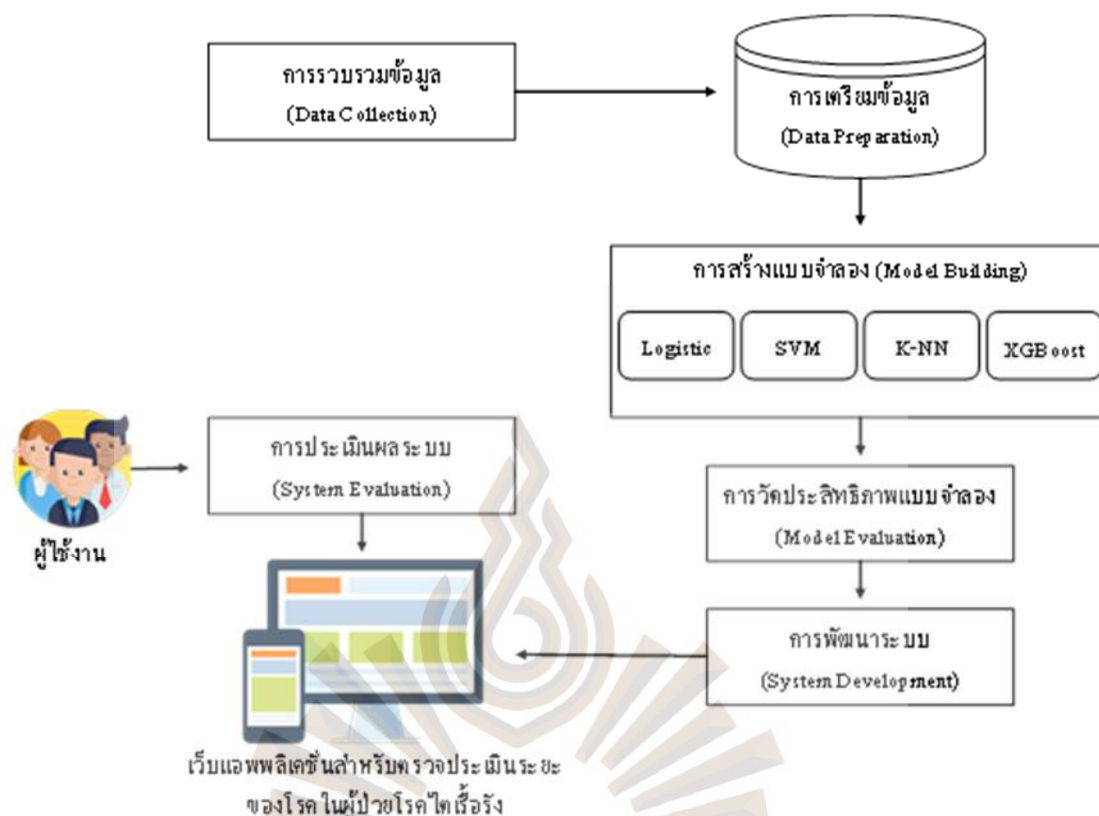 การรวบรวมข้อมูล
(Data Collection)
การเตรียมข้อมูล
(Data Preparation)
การสร้างแบบจำลอง (Model Building)
Logistic
SVM
K-NN
XGBoost
การวัดประสิทธิภาพแบบจำลอง
(Model Evaluation)
การพัฒนาระบบ
(System Development)
การประเมินผลระบบ
(System Evaluation)
ผู้ใช้งาน
เว็บแอพพลิเคชั่นสำหรับตรวจประเมินระยะ
ของโรคในผู้ป่วยโรคไตเรื้อรัง